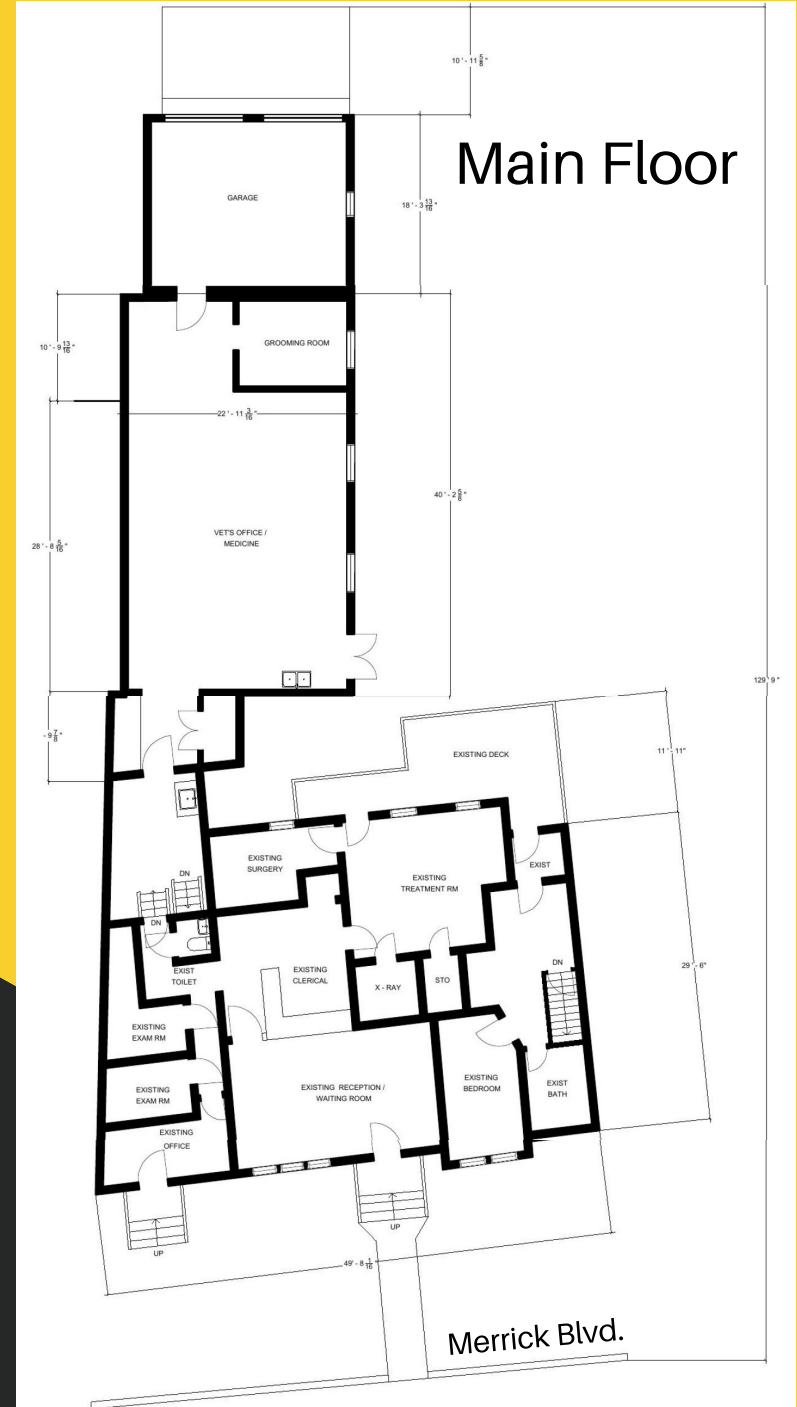 10 ' - 11 5/8 "
Main Floor
GARAGE
18 ' - 3 13/16 "
GROOMING ROOM
10 ' - 9 13/16 "
22 ' - 11 3/16 "
40 ' - 2 5/8 "
VET'S OFFICE /
MEDICINE
28 ' - 8 5/16 "
129' 9 "
- 9 7/8 "
EXISTING DECK
11 ' - 11"
EXISTING
SURGERY
EXIST
DN
EXISTING
TREATMENT RM
DN
EXIST
TOILET
EXISTING
CLERICAL
X - RAY
STO
DN
29 ' - 6"
EXISTING
EXAM RM
EXISTING
EXAM RM
EXISTING RECEPTION /
WAITING ROOM
EXISTING
BEDROOM
EXIST
BATH
EXISTING
OFFICE
UP
UP
49' - 8 1/16 "
Merrick Blvd.